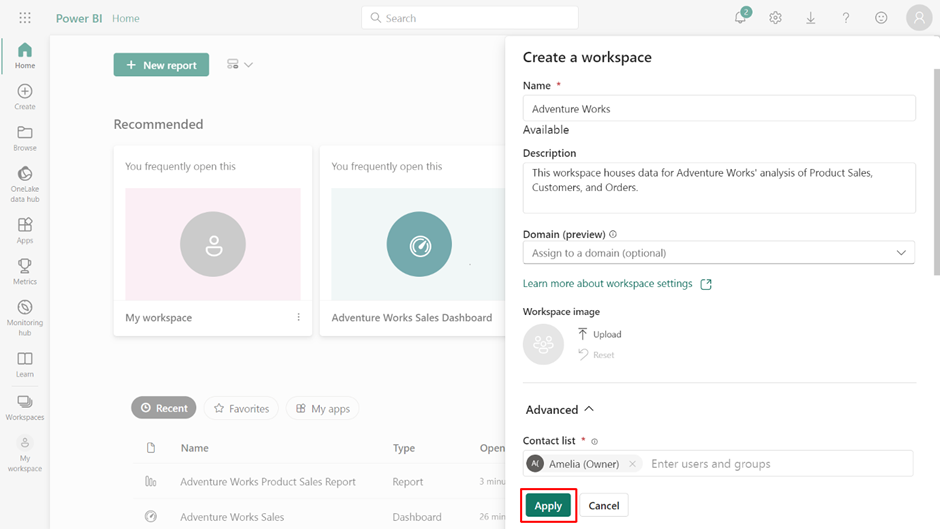 Power BI Home
Search
2
Home
Create
Browse
OneLake
data hub
Apps
Metrics
Monitoring
hub
Learn
Workspaces
My
workspace
New report
Recommended
You frequently open this
My workspace
You frequently open this
Adventure Works Sales Dashboard
Recent
Favorites
My apps
Name Type Open
Adventure Works Product Sales Report Report 3 minu
Adventure Works Sales Dashboard 26 min
Create a workspace
Name *
Adventure Works
Available
Description
This workspace houses data for Adventure Works' analysis of Product Sales,
Customers, and Orders.
Domain (preview)
Assign to a domain (optional)
Learn more about workspace settings
Workspace image
Upload
Reset
Advanced
Contact list *
A( Amelia (Owner) Enter users and groups
Apply Cancel